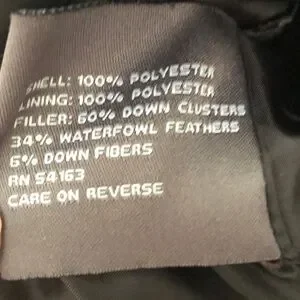 SHELL: 100% POLYESTER
LINING: 100% POLYESTER
FILLER: 60% DOWN CLUSTERS
34% WATERFOWL FEATHERS
6% DOWN FIBERS
RN 54163
CARE ON REVERSE